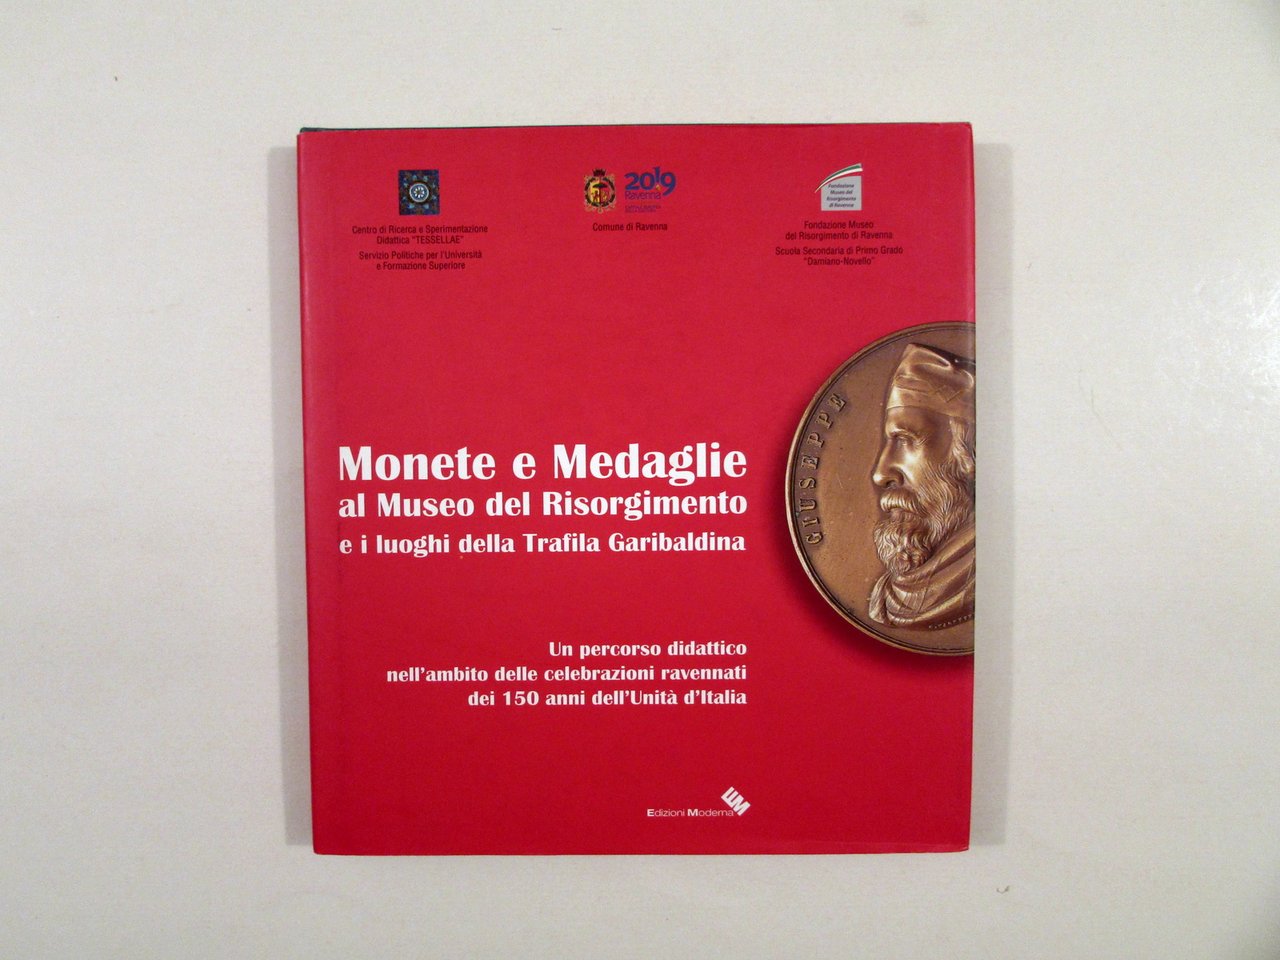 Centro di Ricerca e Sperimentazione
Didattica "TESSELLAE"
Servizio Politiche per l'Università
e Formazione Superiore
2019
Ravenna
Comune di Ravenna
Fondazione
Museo del
Risorgimento
di Ravenna
Fondazione Museo
del Risorgimento di Ravenna
Scuola Secondaria di Primo Grado
"Damiano-Novello"
GIUSEPPE
Monete e Medaglie
al Museo del Risorgimento
e i luoghi della Trafila Garibaldina
Un percorso didattico
nell'ambito delle celebrazioni ravennati
dei 150 anni dell'Unità d'Italia
Edizioni Moderna
EM